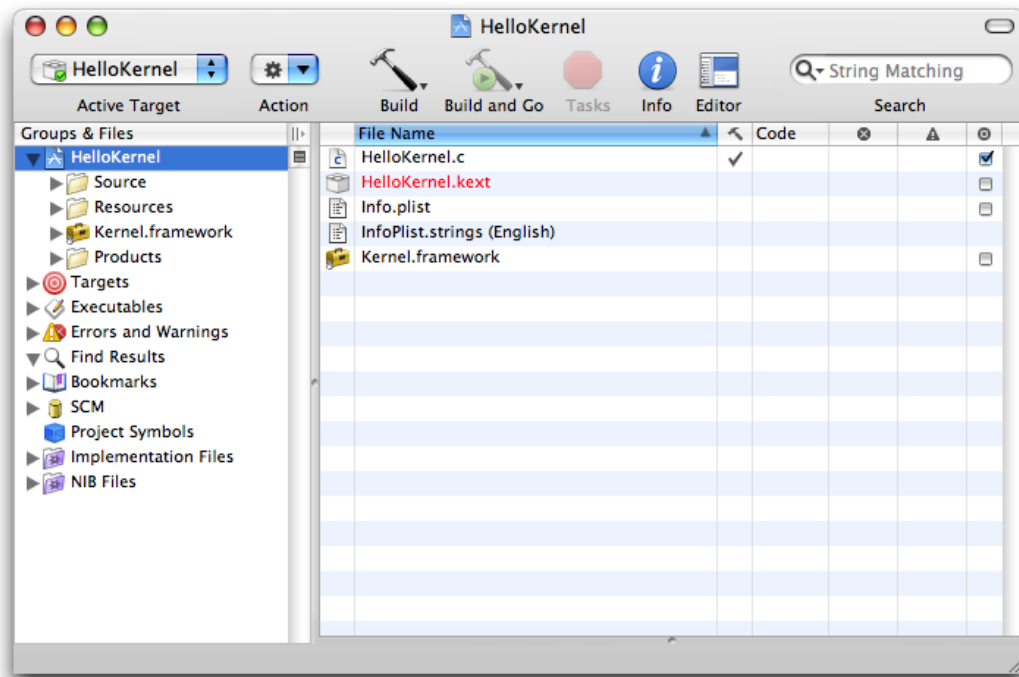 HelloKernel
HelloKernel
String Matching
Active Target Action Build Build and Go Tasks Info Editor Search
Groups & Files File Name Code
HelloKernel HelloKernel.c
Source HelloKernel.kext
Resources Info.plist
Kernel.framework InfoPlist.strings (English)
Products Kernel.framework
Targets
Executables
Errors and Warnings
Find Results
Bookmarks
SCM
Project Symbols
Implementation Files
NIB Files